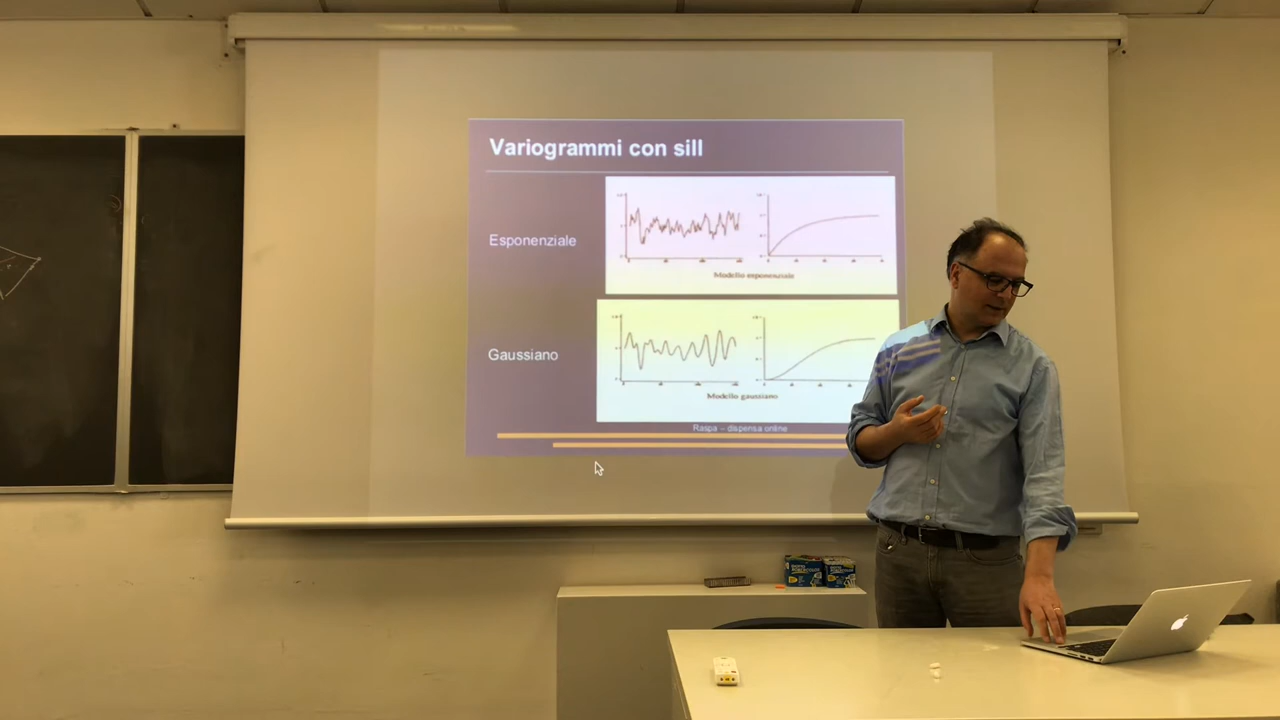 Variogrammi con sill
Esponenziale
Modello esponenziale
Gaussiano
Modello gaussiano
Raspa – dispensa online